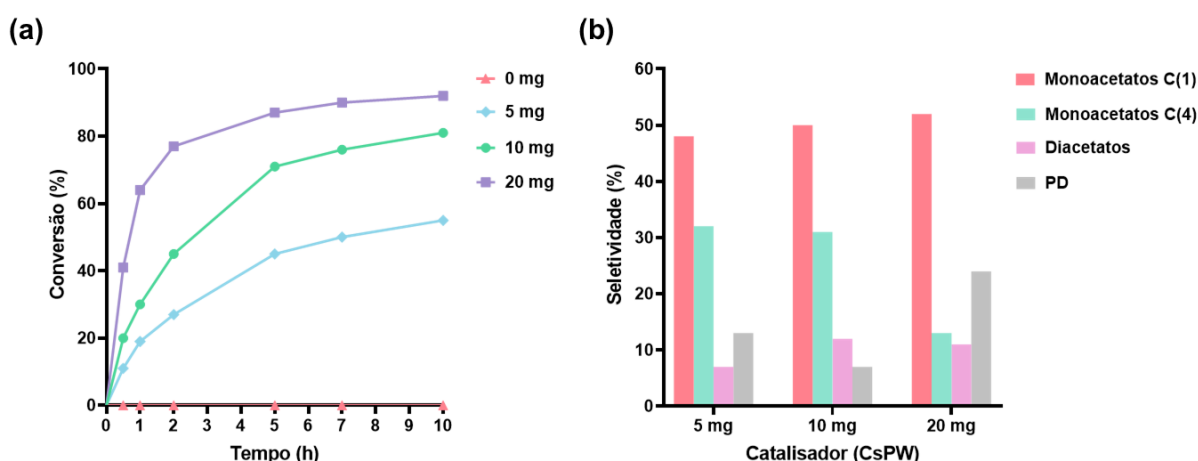 (a)
100
80
60
40
20
0
Conversão (%)
0 1 2 3 4 5 6 7 8 9 10
Tempo (h)
0 mg
5 mg
10 mg
20 mg
(b)
60
50
40
30
20
10
0
Seletividade (%)
5 mg 10 mg 20 mg
Catalisador (CsPW)
Monoacetatos C(1)
Monoacetatos C(4)
Diacetatos
PD